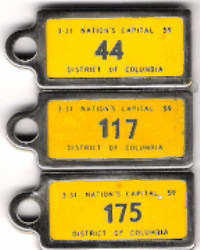 3-31 NATION'S CAPITAL 59
44
DISTRICT OF COLUMBIA
3-31 NATION'S CAPITAL 59
117
DISTRICT OF COLUMBIA
3-31 NATION'S CAPITAL 59
175
DISTRICT OF COLUMBIA